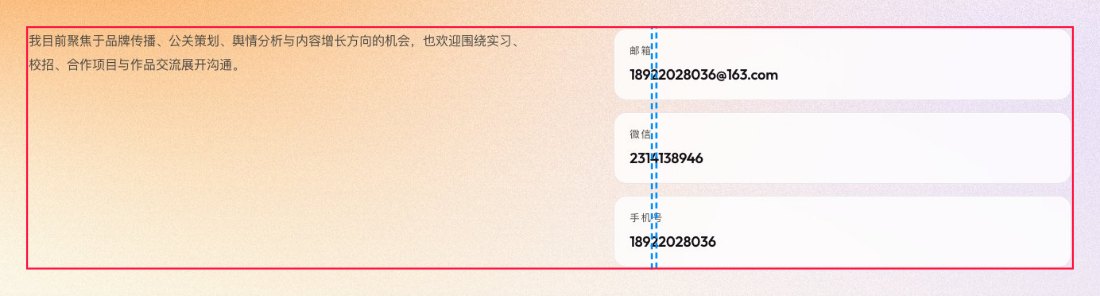 我目前聚焦于品牌传播、公关策划、舆情分析与内容增长方向的机会，也欢迎围绕实习、
校招、合作项目与作品交流展开沟通。
邮箱
18922028036@163.com
微信
2314138946
手机号
18922028036